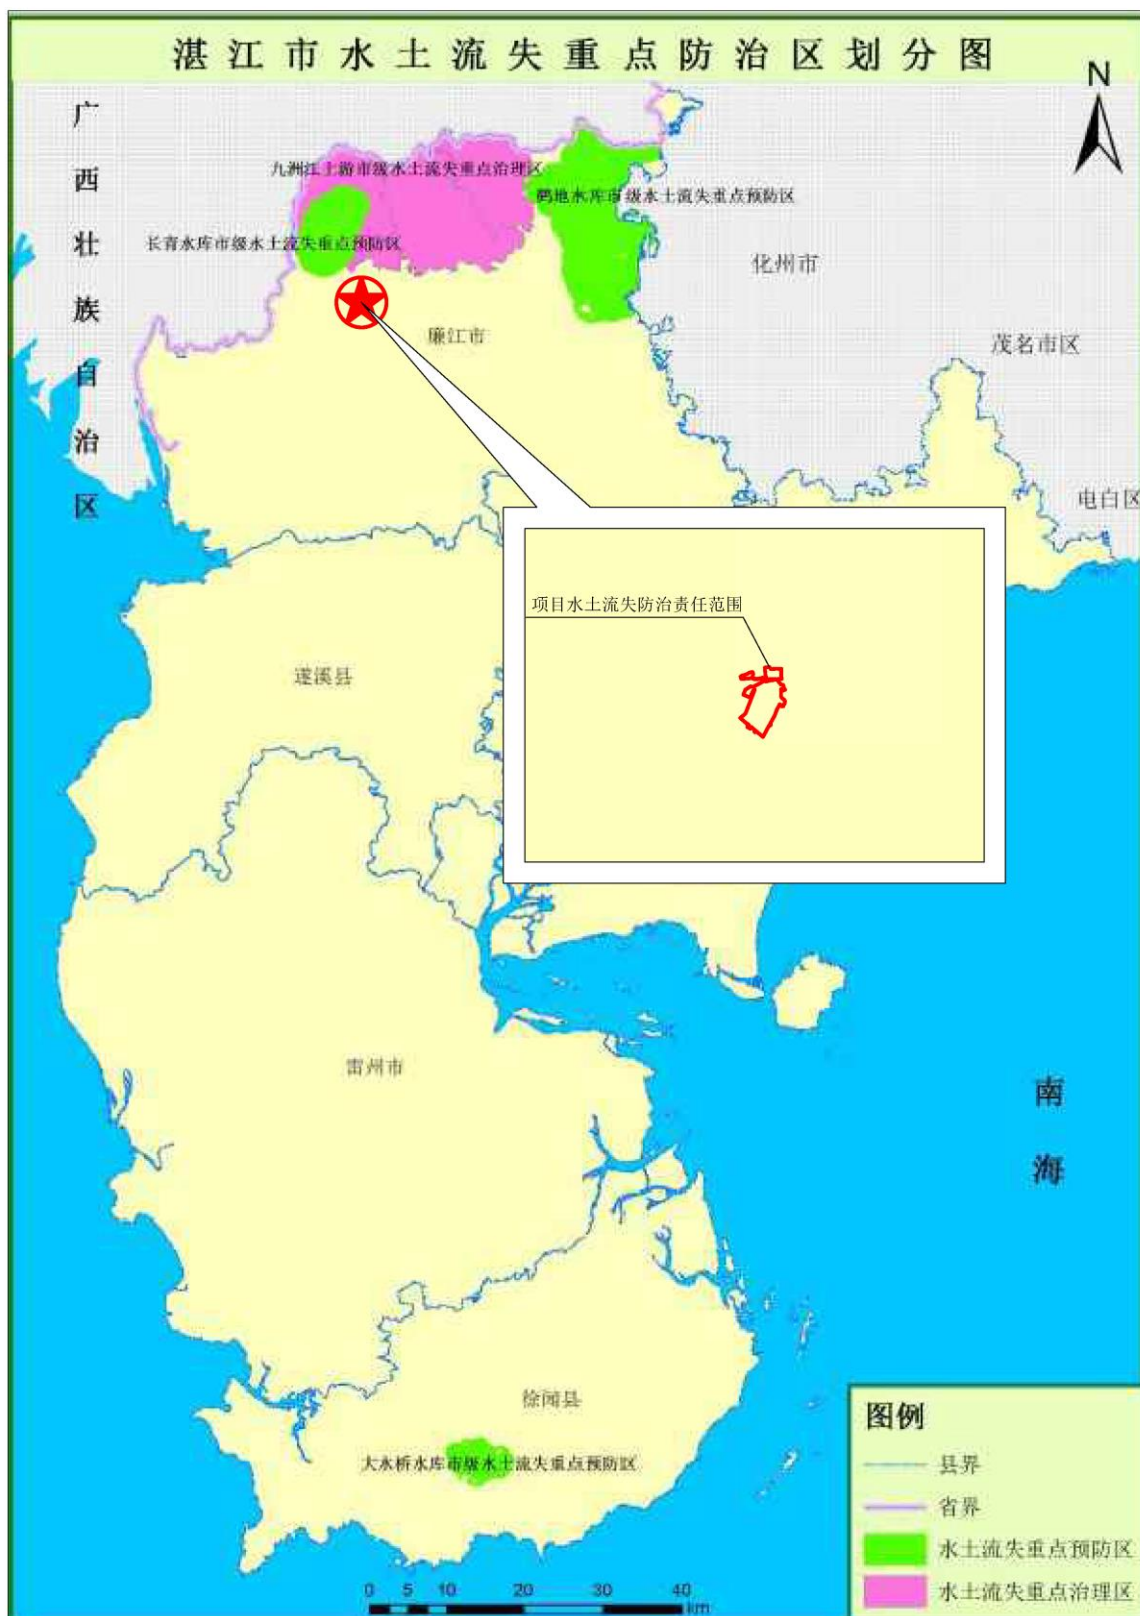 湛江市水土流失重点防治区划分图
N
广西壮族自治区
九洲江上游市级水土流失重点治理区
鹤地水库市级水土流失重点预防区
长青水库市级水土流失重点预防区
化州市
廉江市
茂名市区
电白区
项目水土流失防治责任范围
遂溪县
雷州市
南海
徐闻县
大水桥水库市级水土流失重点预防区
图例
县界
省界
水土流失重点预防区
水土流失重点治理区
0 5 10 20 30 40
km